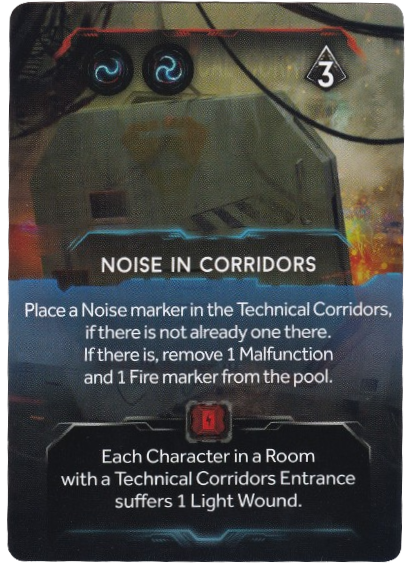 3
NOISE IN CORRIDORS
Place a Noise marker in the Technical Corridors,
if there is not already one there.
If there is, remove 1 Malfunction
and 1 Fire marker from the pool.
Each Character in a Room
with a Technical Corridors Entrance
suffers 1 Light Wound.